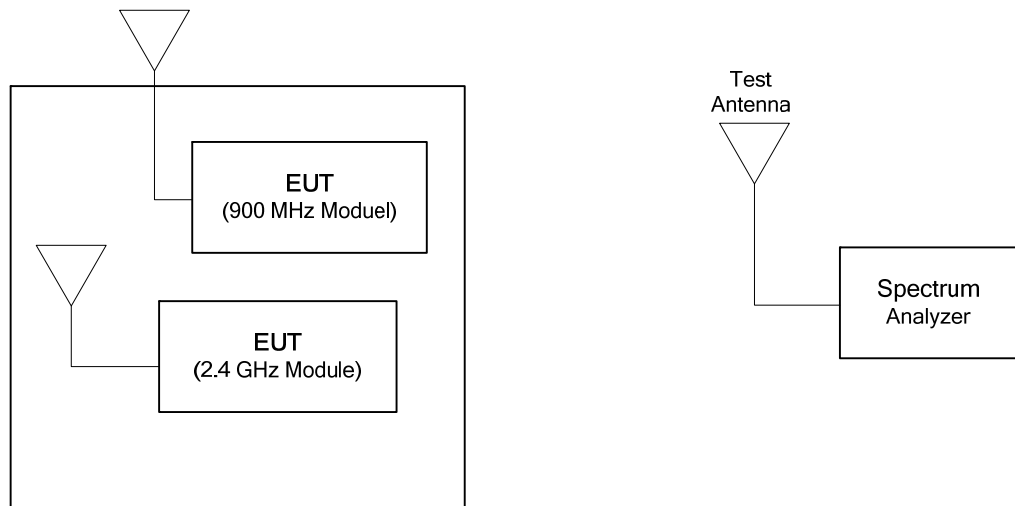 Test
Antenna
EUT
(900 MHz Moduel)
EUT
(2.4 GHz Module)
Spectrum
Analyzer